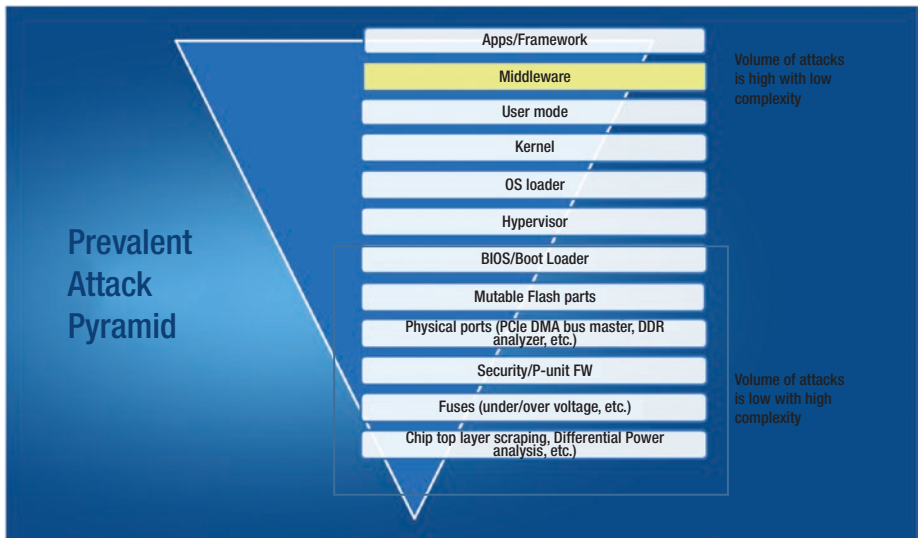 Apps/Framework
Middleware
User mode
Kernel
OS loader
Hypervisor
BIOS/Boot Loader
Mutable Flash parts
Physical ports (PCIe DMA bus master, DDR
analyzer, etc.)
Security/P-unit FW
Fuses (under/over voltage, etc.)
Chip top layer scraping, Differential Power
analysis, etc.)
Prevalent
Attack
Pyramid
Volume of attacks
is high with low
complexity
Volume of attacks
is low with high
complexity